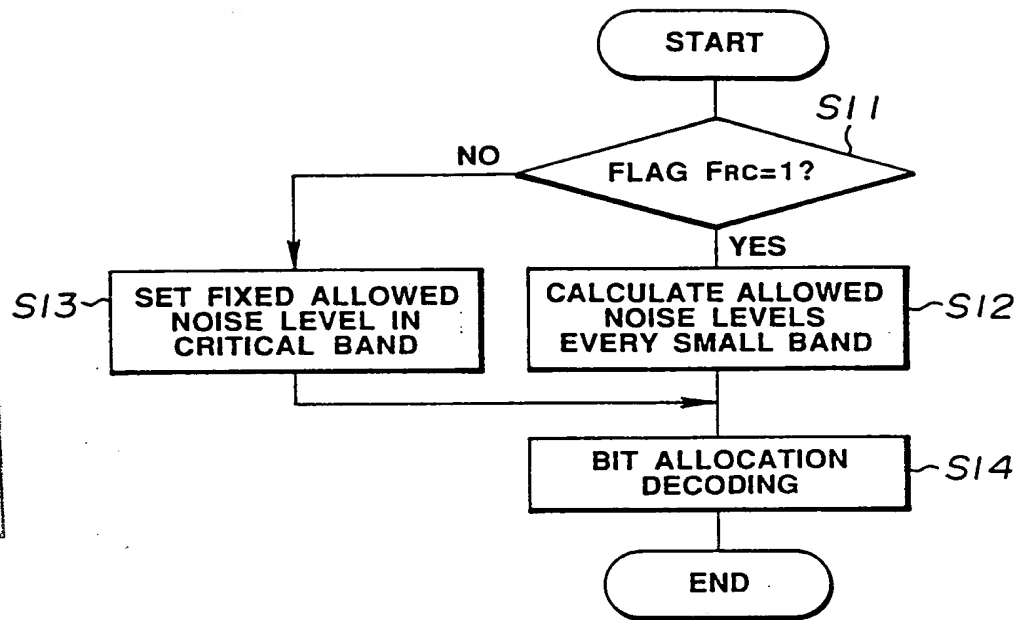 START
S11
FLAG FRC=1?
NO
YES
S13
SET FIXED ALLOWED
NOISE LEVEL IN
CRITICAL BAND
CALCULATE ALLOWED
NOISE LEVELS
EVERY SMALL BAND
S12
BIT ALLOCATION
DECODING
S14
END